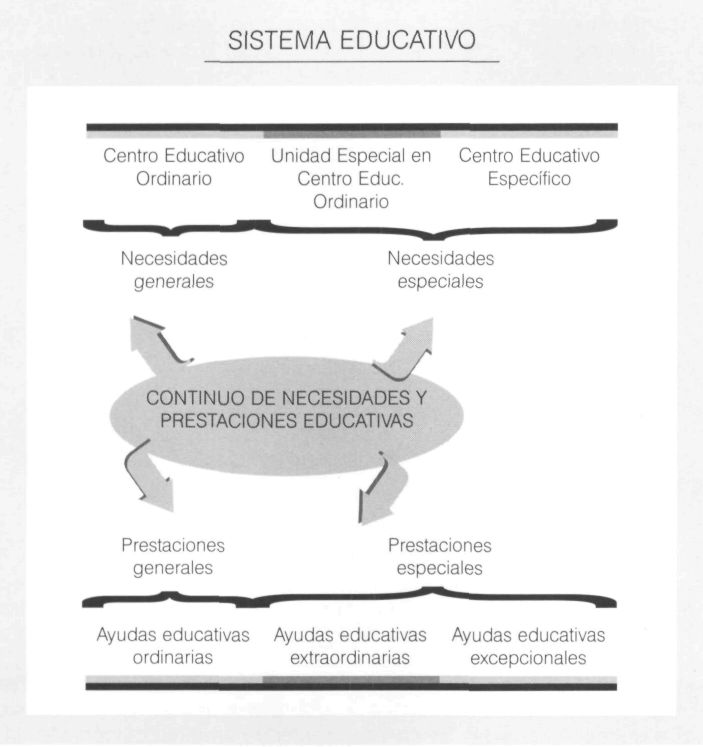 SISTEMA EDUCATIVO
Centro Educativo
Ordinario
Unidad Especial en
Centro Educ.
Ordinario
Centro Educativo
Específico
Necesidades
generales
Necesidades
especiales
CONTINUO DE NECESIDADES Y
PRESTACIONES EDUCATIVAS
Prestaciones
generales
Prestaciones
especiales
Ayudas educativas
ordinarias
Ayudas educativas
extraordinarias
Ayudas educativas
excepcionales